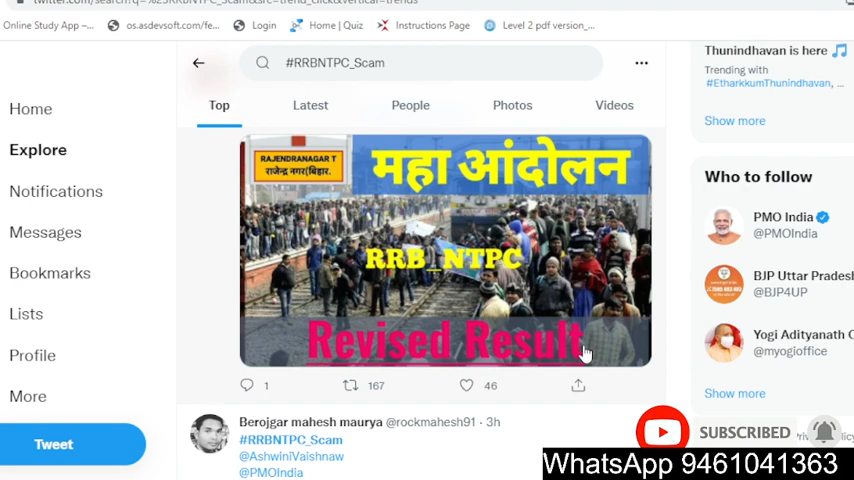 Online Study App –...
os.asdevsoft.com/fe...
Login
Home | Quiz
Instructions Page
Level 2 pdf version_...
#RRBNTPC_Scam
Top
Latest
People
Photos
Videos
Home
Explore
Notifications
Messages
Bookmarks
Lists
Profile
More
Tweet
RAJENDRANAGAR T
राजेन्द्र नगर(बिहार.
महा आंदोलन
RRB_NTPC
Revised Result
1
167
46
Berojgar mahesh maurya @rockmahesh91 · 3h
#RRBNTPC_Scam
@AshwiniVaishnaw
@PMOIndia
Thunindhavan is here
Trending with
#EtharkkumThunindhavan, ...
Show more
Who to follow
PMO India
@PMOIndia
BJP Uttar Pradesh
@BJP4UP
Yogi Adityanath
@myogioffice
Show more
SUBSCRIBED
WhatsApp 9461041363